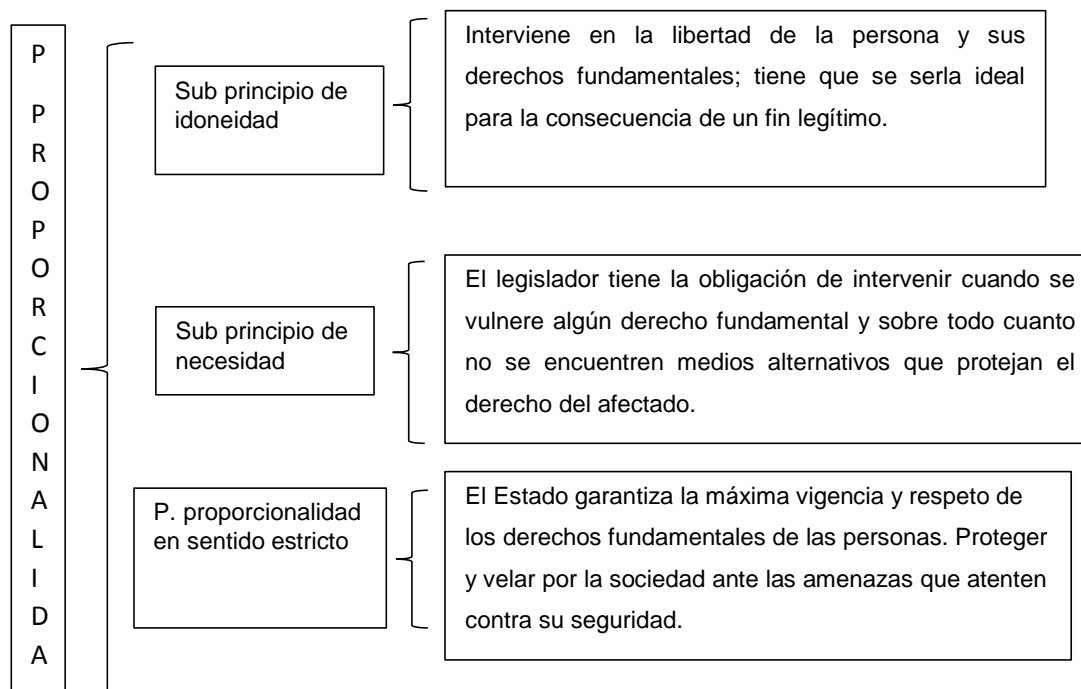 P
P
R
O
P
O
R
C
I
O
N
A
L
I
D
A
Sub principio de
idoneidad
Interviene en la libertad de la persona y sus
derechos fundamentales; tiene que se serla ideal
para la consecuencia de un fin legítimo.
Sub principio de
necesidad
El legislador tiene la obligación de intervenir cuando se
vulnere algún derecho fundamental y sobre todo cuanto
no se encuentren medios alternativos que protejan el
derecho del afectado.
P. proporcionalidad
en sentido estricto
El Estado garantiza la máxima vigencia y respeto de
los derechos fundamentales de las personas. Proteger
y velar por la sociedad ante las amenazas que atenten
contra su seguridad.